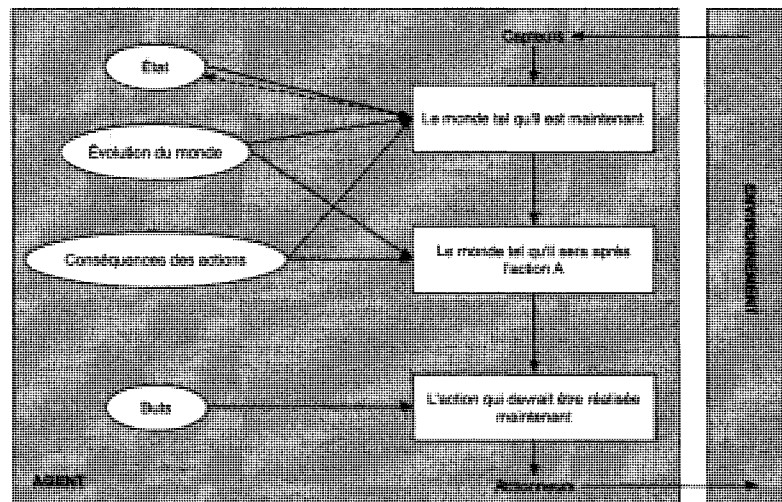 Capteurs
État
Le monde tel qu'il est maintenant
Évolution du monde
ENVIRONNEMENT
Conséquences des actions
Le monde tel qu'il sera après
l'action A
Buts
L'action qui devrait être réalisée
maintenant
AGENT
Actionneurs